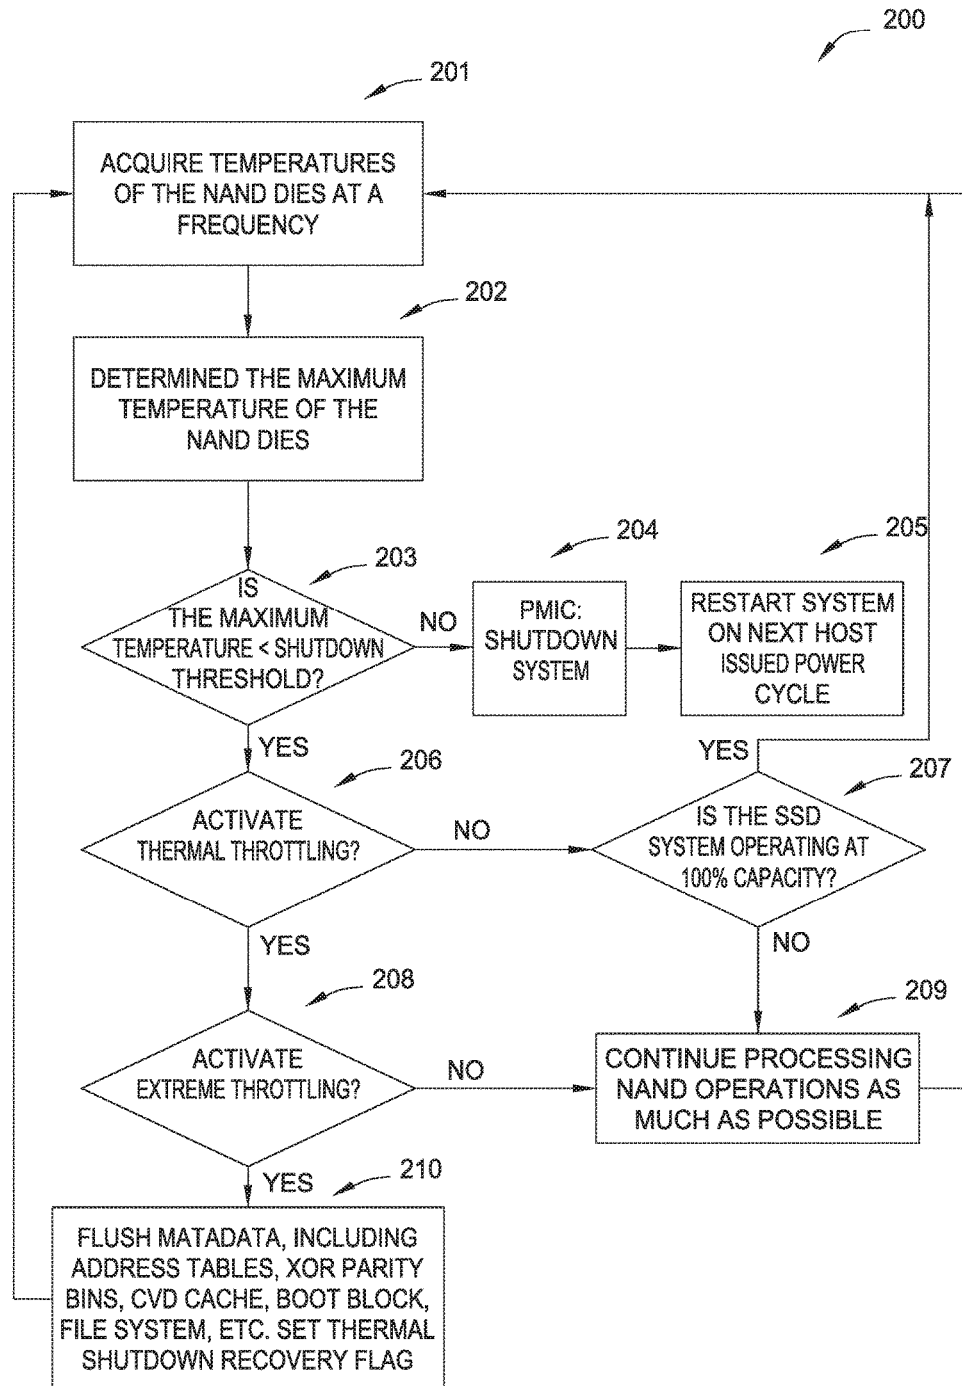 200
201
ACQUIRE TEMPERATURES
OF THE NAND DIES AT A
FREQUENCY
202
DETERMINED THE MAXIMUM
TEMPERATURE OF THE
NAND DIES
203
IS
THE MAXIMUM
TEMPERATURE < SHUTDOWN
THRESHOLD?
NO
204
PMIC:
SHUTDOWN
SYSTEM
205
RESTART SYSTEM
ON NEXT HOST
ISSUED POWER
CYCLE
YES
206
ACTIVATE
THERMAL THROTTLING?
NO
YES
207
IS THE SSD
SYSTEM OPERATING AT
100% CAPACITY?
YES
NO
208
ACTIVATE
EXTREME THROTTLING?
NO
209
CONTINUE PROCESSING
NAND OPERATIONS AS
MUCH AS POSSIBLE
YES
210
FLUSH MATADATA, INCLUDING
ADDRESS TABLES, XOR PARITY
BINS, CVD CACHE, BOOT BLOCK,
FILE SYSTEM, ETC. SET THERMAL
SHUTDOWN RECOVERY FLAG